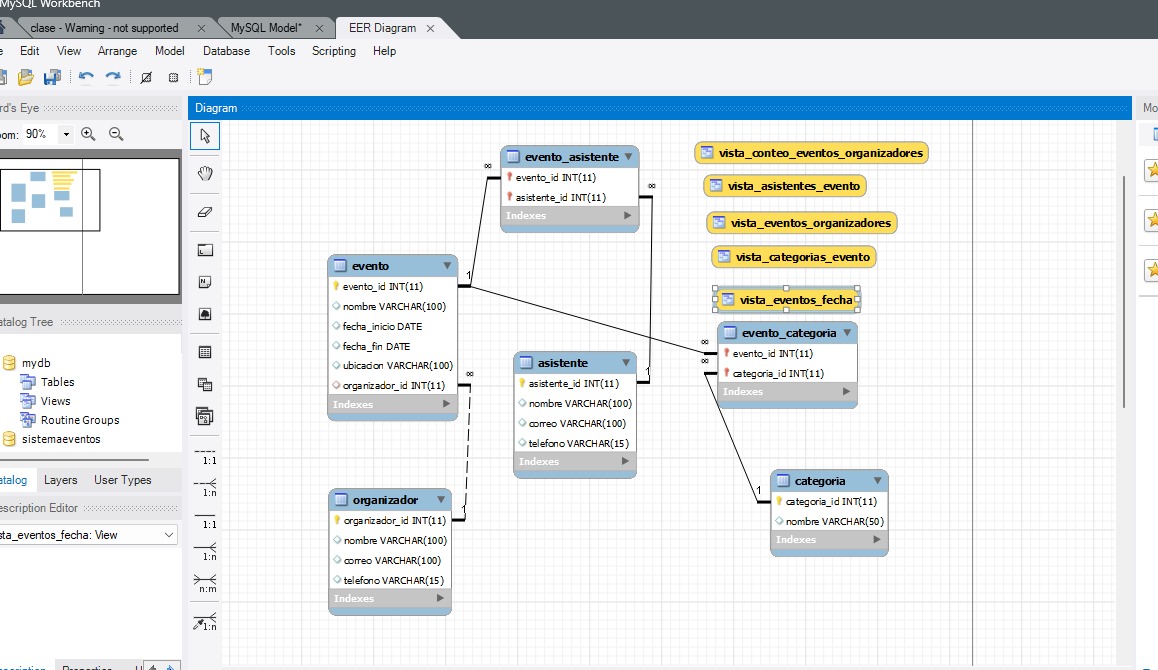 MySQL Workbench
clase - Warning - not supported
MySQL Model*
EER Diagram
Edit View Arrange Model Database Tools Scripting Help
rd's Eye
oom: 90%
atalog Tree
mydb
Tables
Views
Routine Groups
sistemaeventos
atalog Layers User Types
escription Editor
sta_eventos_fecha: View
escription Properties H
Diagram
1:1
1:n
1:1
1:n
n:m
1:n
evento_asistente
evento_id INT(11)
asistente_id INT(11)
Indexes
∞
∞
evento
evento_id INT(11)
nombre VARCHAR(100)
fecha_inicio DATE
fecha_fin DATE
ubicacion VARCHAR(100)
organizador_id INT(11)
Indexes
1
∞
asistente
asistente_id INT(11)
nombre VARCHAR(100)
correo VARCHAR(100)
telefono VARCHAR(15)
Indexes
1
organizador
organizador_id INT(11)
nombre VARCHAR(100)
correo VARCHAR(100)
telefono VARCHAR(15)
Indexes
1
vista_conteo_eventos_organizadores
vista_asistentes_evento
vista_eventos_organizadores
vista_categorias_evento
vista_eventos_fecha
evento_categoria
evento_id INT(11)
categoria_id INT(11)
Indexes
∞
∞
categoria
categoria_id INT(11)
nombre VARCHAR(50)
Indexes
1
Mo